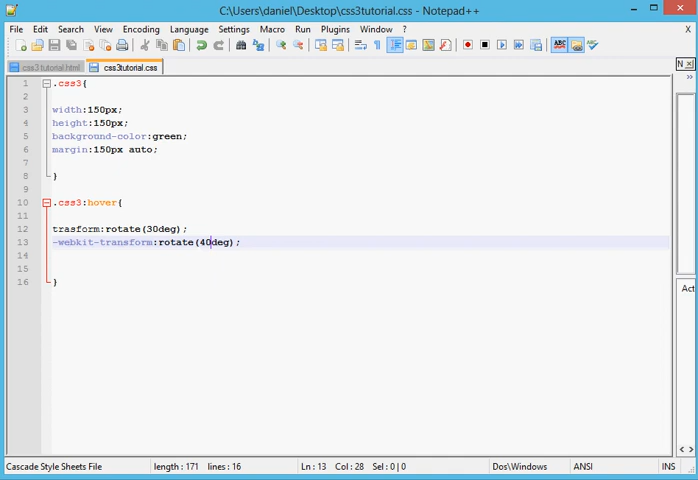 C:\Users\daniel\Desktop\css3tutorial.css - Notepad++
File Edit Search View Encoding Language Settings Macro Run Plugins Window ? X
css3 tutorial.html css3tutorial.css N
1 .css3{
2
3 width:150px;
4 height:150px;
5 background-color:green;
6 margin:150px auto;
7
8 }
9
10 .css3:hover{
11
12 trasform:rotate(30deg);
13 -webkit-transform:rotate(40deg);
14
15
16 }
Act
Cascade Style Sheets File length : 171 lines : 16 Ln : 13 Col : 28 Sel : 0 | 0 Dos\Windows ANSI INS